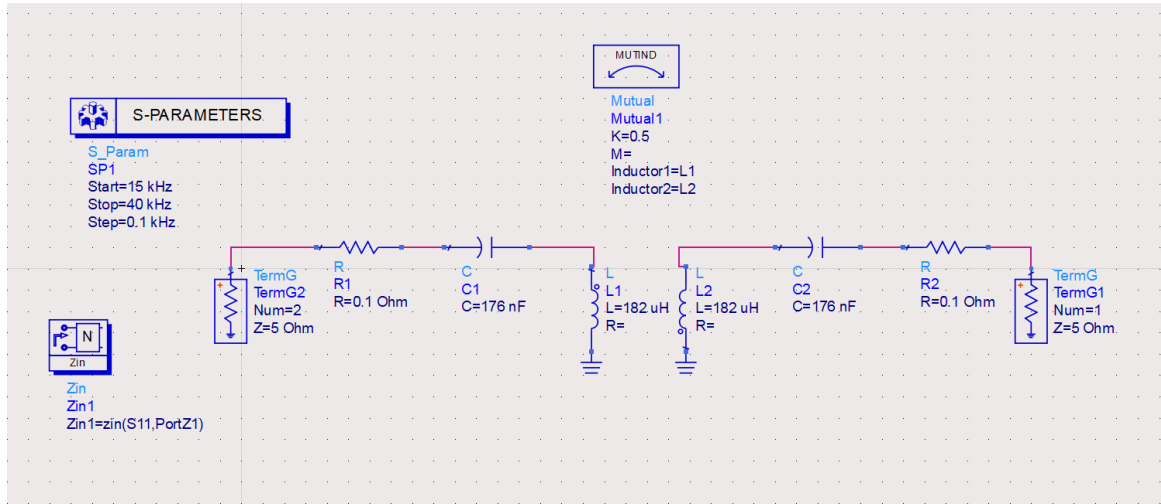 MUTIND
Mutual
Mutual1
K=0.5
M=
Inductor1=L1
Inductor2=L2
S-PARAMETERS
S_Param
SP1
Start=15 kHz
Stop=40 kHz
Step=0.1 kHz
+
TermG
TermG2
Num=2
Z=5 Ohm
R
R1
R=0.1 Ohm
C
C1
C=176 nF
L
L1
L=182 uH
R=
L
L2
L=182 uH
R=
C
C2
C=176 nF
R
R2
R=0.1 Ohm
+
TermG
TermG1
Num=1
Z=5 Ohm
N
Zin
Zin
Zin1
Zin1=zin(S11,PortZ1)